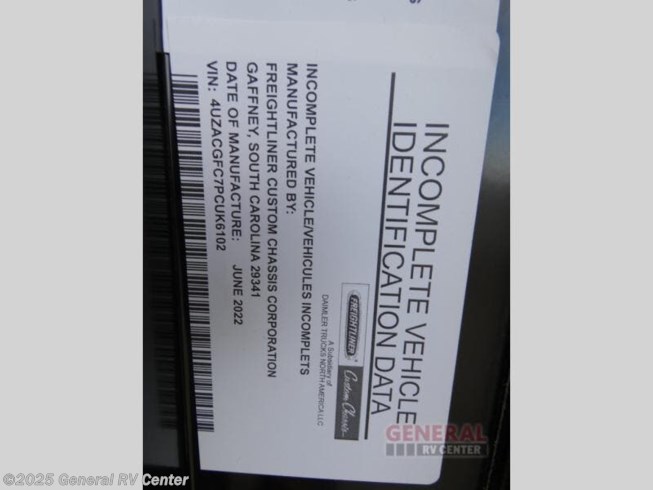 INCOMPLETE VEHICLE
IDENTIFICATION DATA
FREIGHTLINER
Custom Chassis
A Subsidiary of
DAIMLER TRUCKS NORTH AMERICA LLC
INCOMPLETE VEHICLE/VEHICULES INCOMPLETS
MANUFACTURED BY:
FREIGHTLINER CUSTOM CHASSIS CORPORATION
GAFFNEY, SOUTH CAROLINA 29341
DATE OF MANUFACTURE: JUNE 2022
VIN: 4UZACGFC7PCUK6102
GENERAL
RV CENTER
©2025 General RV Center